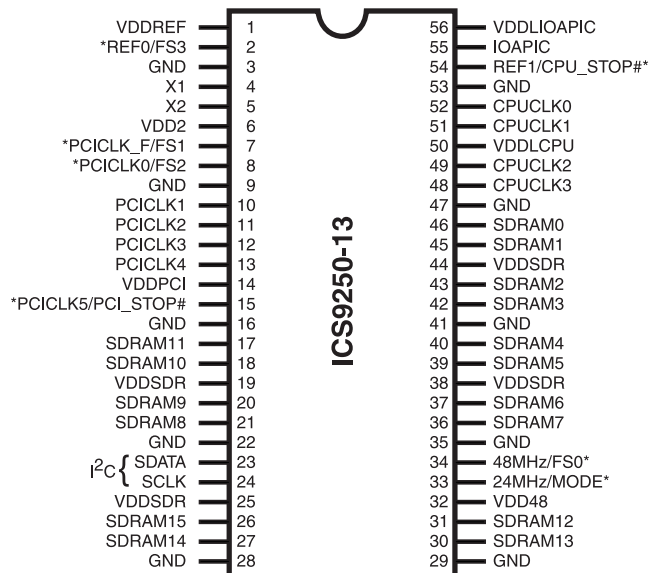 VDDREF 1 56 VDDLIOAPIC
*REF0/FS3 2 55 IOAPIC
GND 3 54 REF1/CPU_STOP#*
X1 4 53 GND
X2 5 52 CPUCLK0
VDD2 6 51 CPUCLK1
*PCICLK_F/FS1 7 50 VDDLCPU
*PCICLK0/FS2 8 49 CPUCLK2
GND 9 48 CPUCLK3
PCICLK1 10 47 GND
PCICLK2 11 46 SDRAM0
PCICLK3 12 45 SDRAM1
PCICLK4 13 44 VDDSDR
VDDPCI 14 43 SDRAM2
*PCICLK5/PCI_STOP# 15 42 SDRAM3
GND 16 41 GND
SDRAM11 17 40 SDRAM4
SDRAM10 18 39 SDRAM5
VDDSDR 19 38 VDDSDR
SDRAM9 20 37 SDRAM6
SDRAM8 21 36 SDRAM7
GND 22 35 GND
I²C { SDATA 23 34 48MHz/FS0*
SCLK 24 33 24MHz/MODE*
VDDSDR 25 32 VDD48
SDRAM15 26 31 SDRAM12
SDRAM14 27 30 SDRAM13
GND 28 29 GND
ICS9250-13